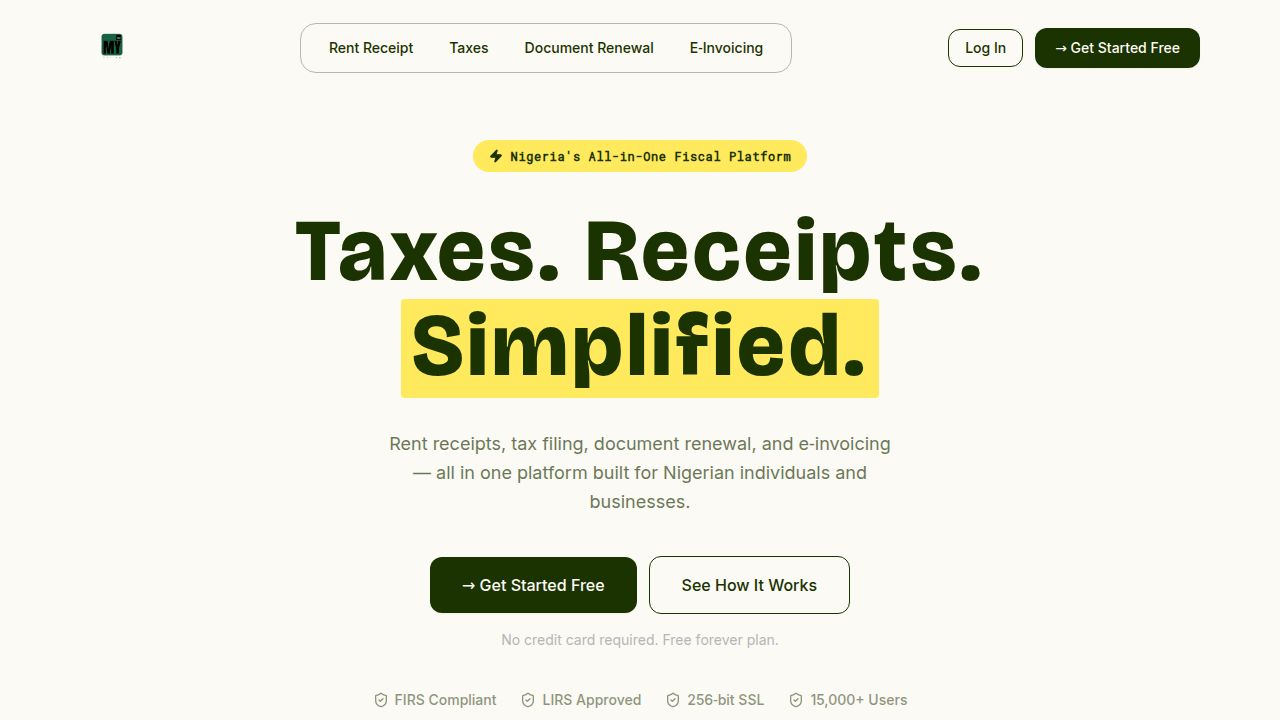 MY
Rent Receipt
Taxes
Document Renewal
E-Invoicing
Log In
→ Get Started Free
Nigeria's All-in-One Fiscal Platform
Taxes. Receipts.
Simplified.
Rent receipts, tax filing, document renewal, and e-invoicing
— all in one platform built for Nigerian individuals and
businesses.
→ Get Started Free
See How It Works
No credit card required. Free forever plan.
FIRS Compliant
LIRS Approved
256-bit SSL
15,000+ Users